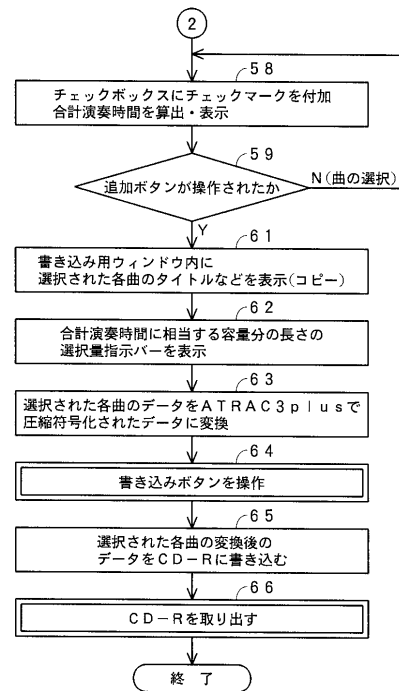 2
58
チェックボックスにチェックマークを付加
合計演奏時間を算出・表示
59
追加ボタンが操作されたか
N(曲の選択)
Y
61
書き込み用ウィンドウ内に
選択された各曲のタイトルなどを表示(コピー)
62
合計演奏時間に相当する容量分の長さの
選択量指示バーを表示
63
選択された各曲のデータをATRAC3plusで
圧縮符号化されたデータに変換
64
書き込みボタンを操作
65
選択された各曲の変換後の
データをCD-Rに書き込む
66
CD-Rを取り出す
終了